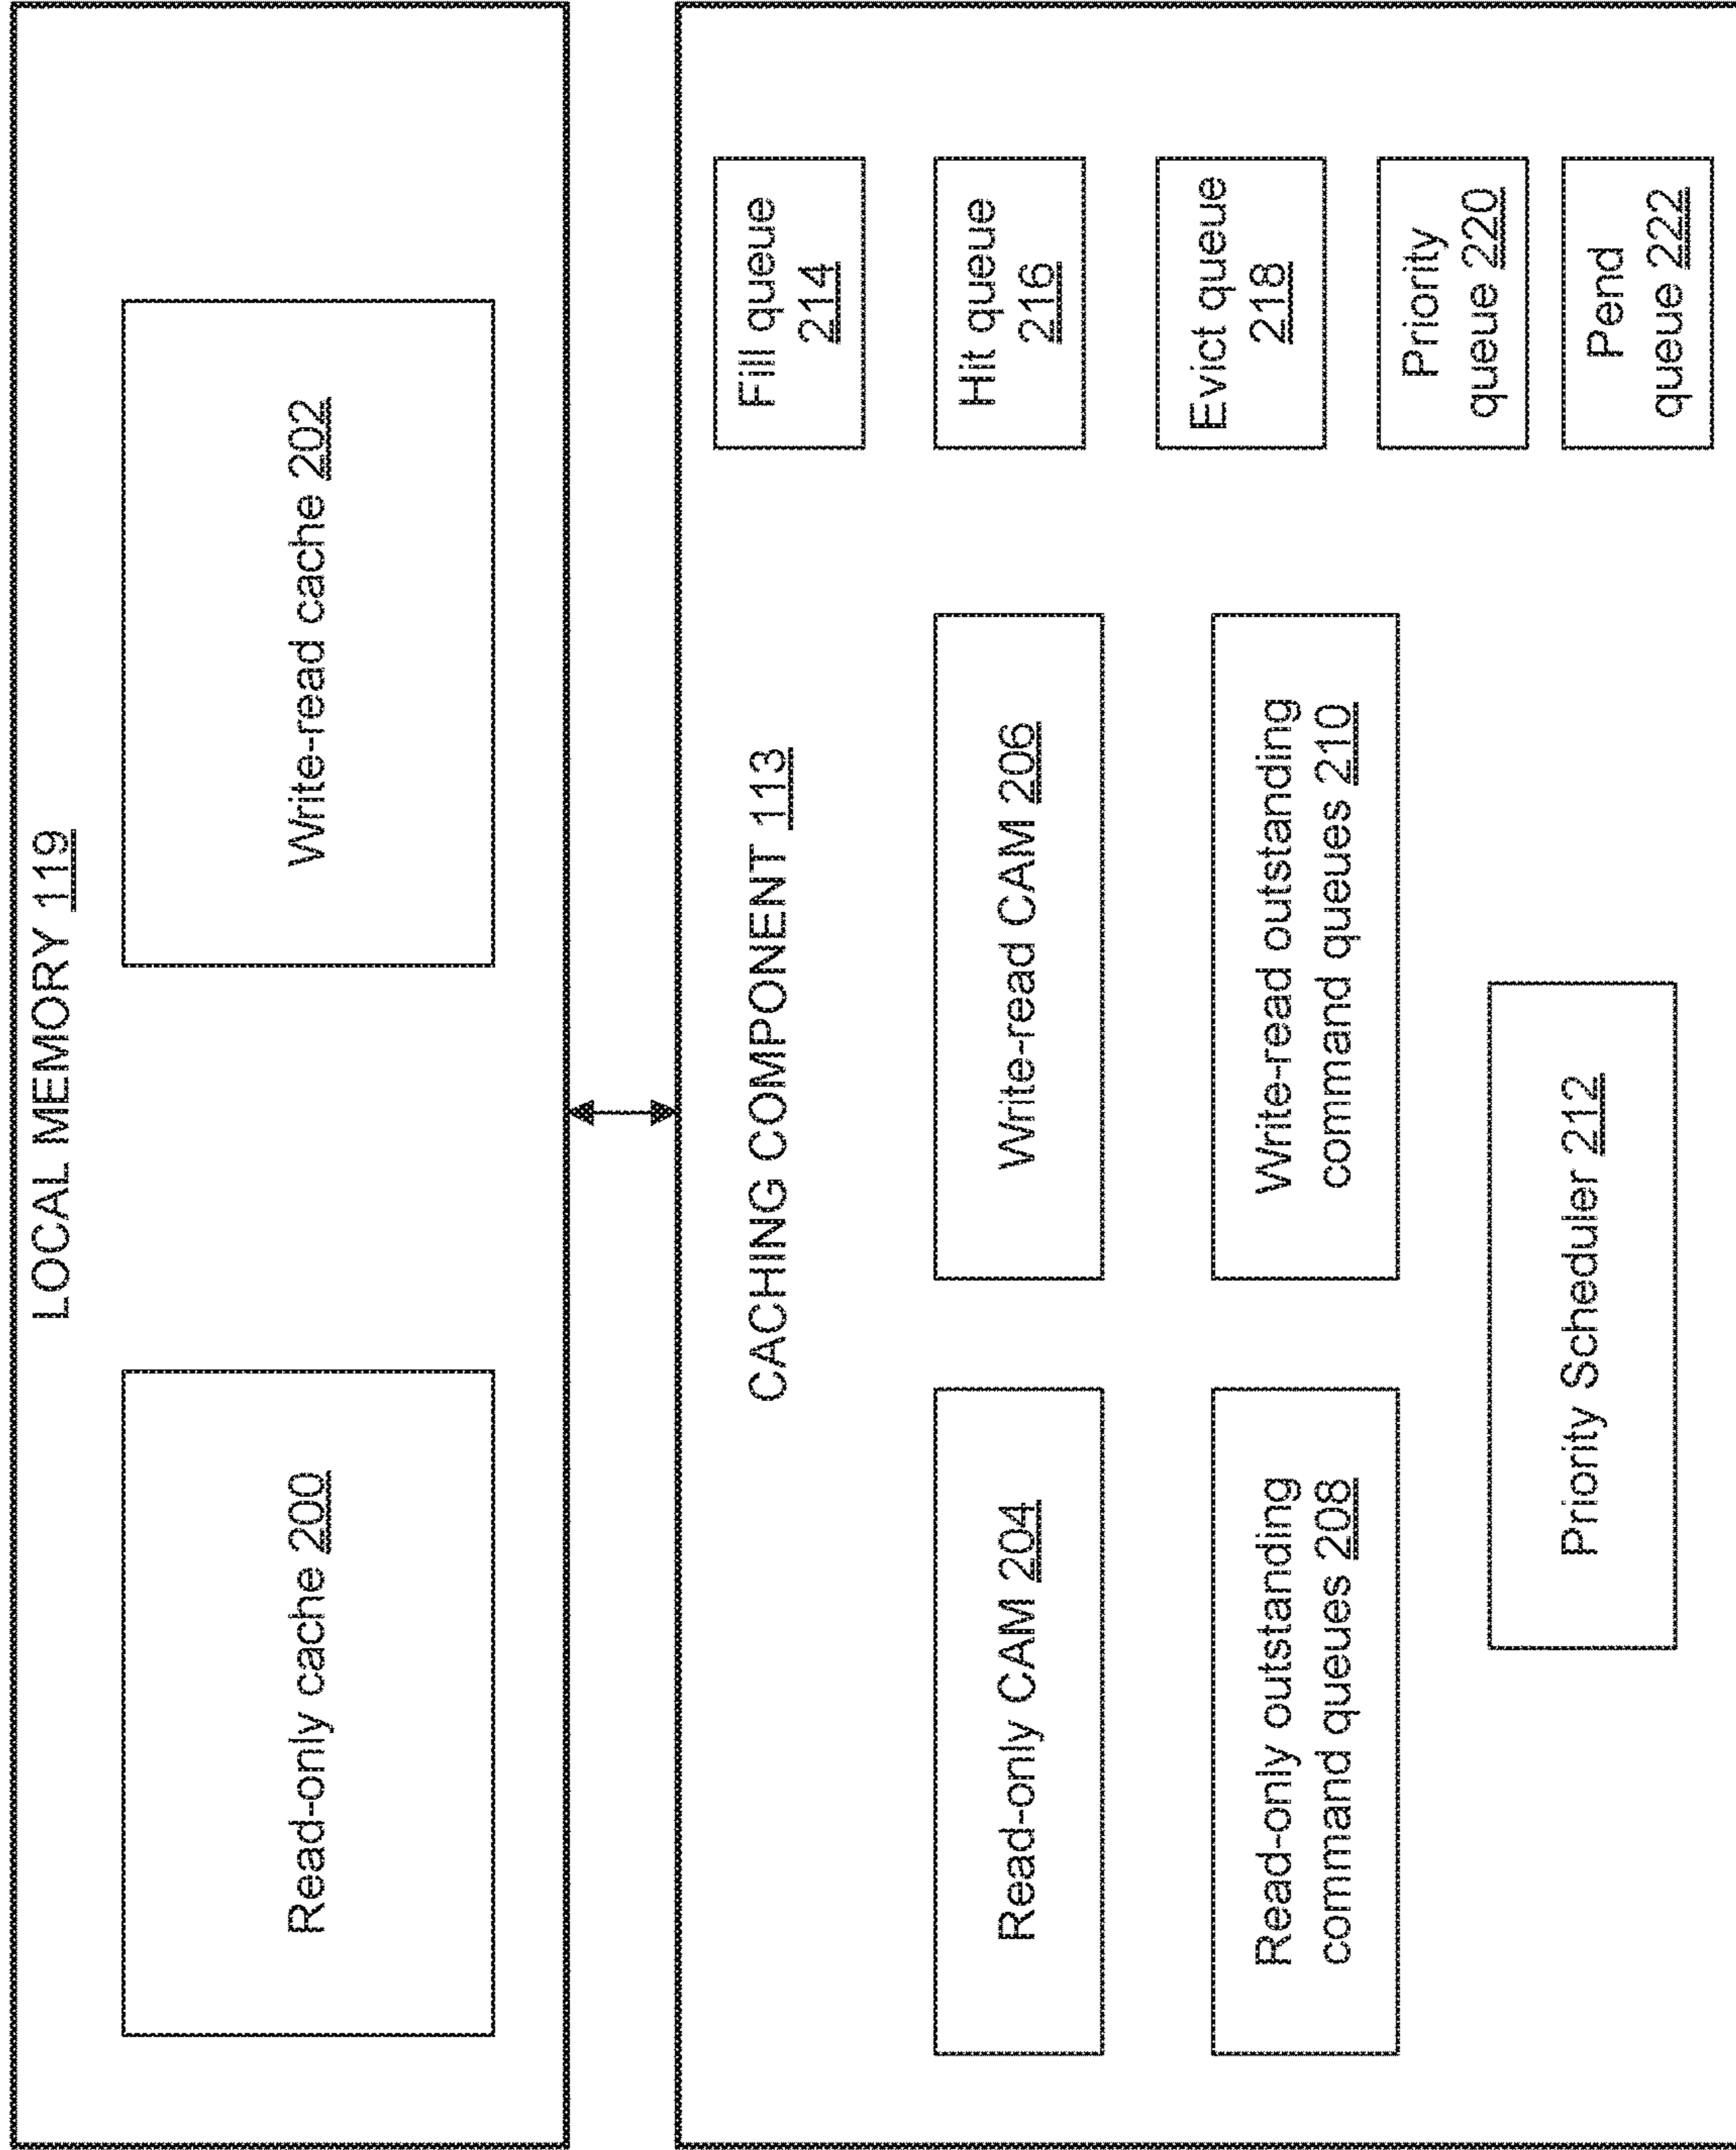 LOCAL MEMORY 119
Read-only cache 200
Write-read cache 202
CACHING COMPONENT 113
Read-only CAM 204
Write-read CAM 206
Read-only outstanding
command queues 208
Write-read outstanding
command queues 210
Priority Scheduler 212
Fill queue
214
Hit queue
216
Evict queue
218
Priority
queue 220
Pend
queue 222